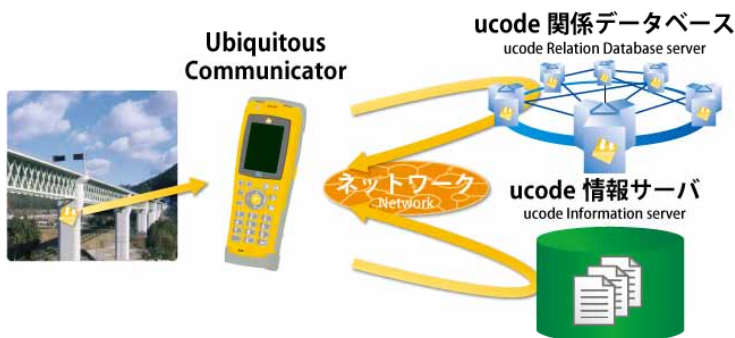 Ubiquitous
Communicator
ucode 関係データベース
ucode Relation Database server
ネットワーク
Network
ucode 情報サーバ
ucode Information server